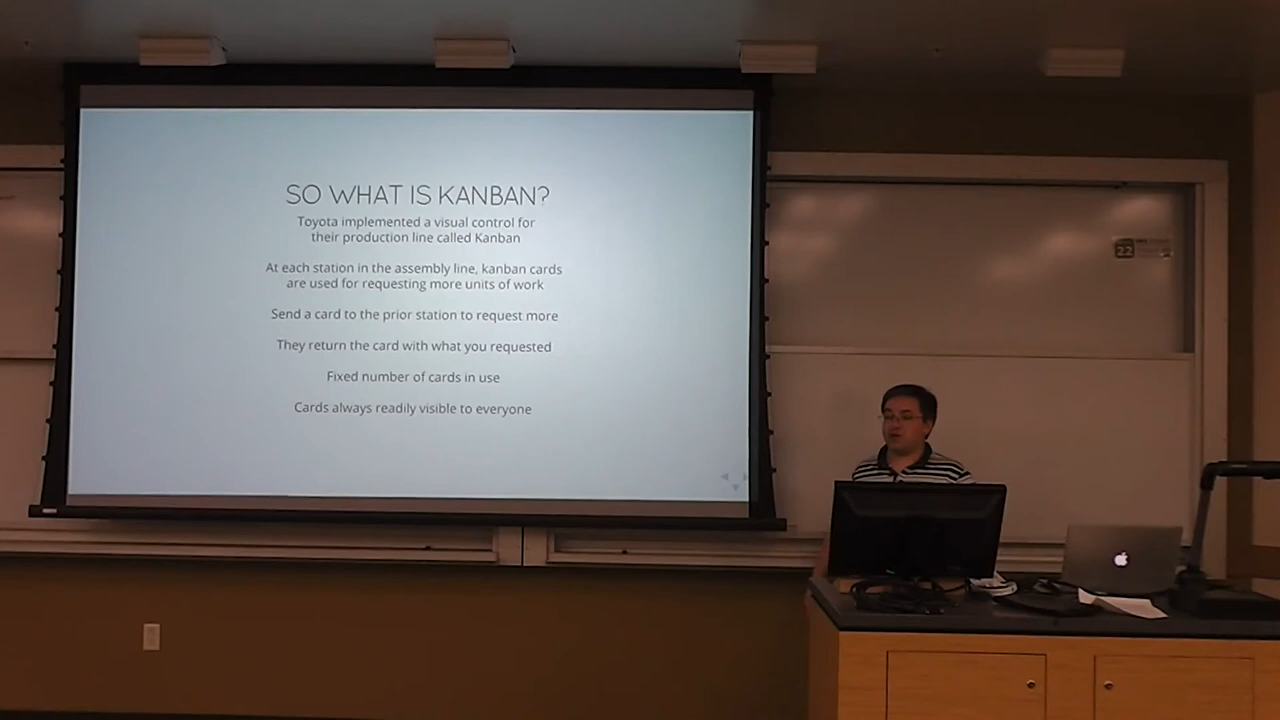 SO WHAT IS KANBAN?
Toyota implemented a visual control for
their production line called Kanban
At each station in the assembly line, kanban cards
are used for requesting more units of work
Send a card to the prior station to request more
They return the card with what you requested
Fixed number of cards in use
Cards always readily visible to everyone
22